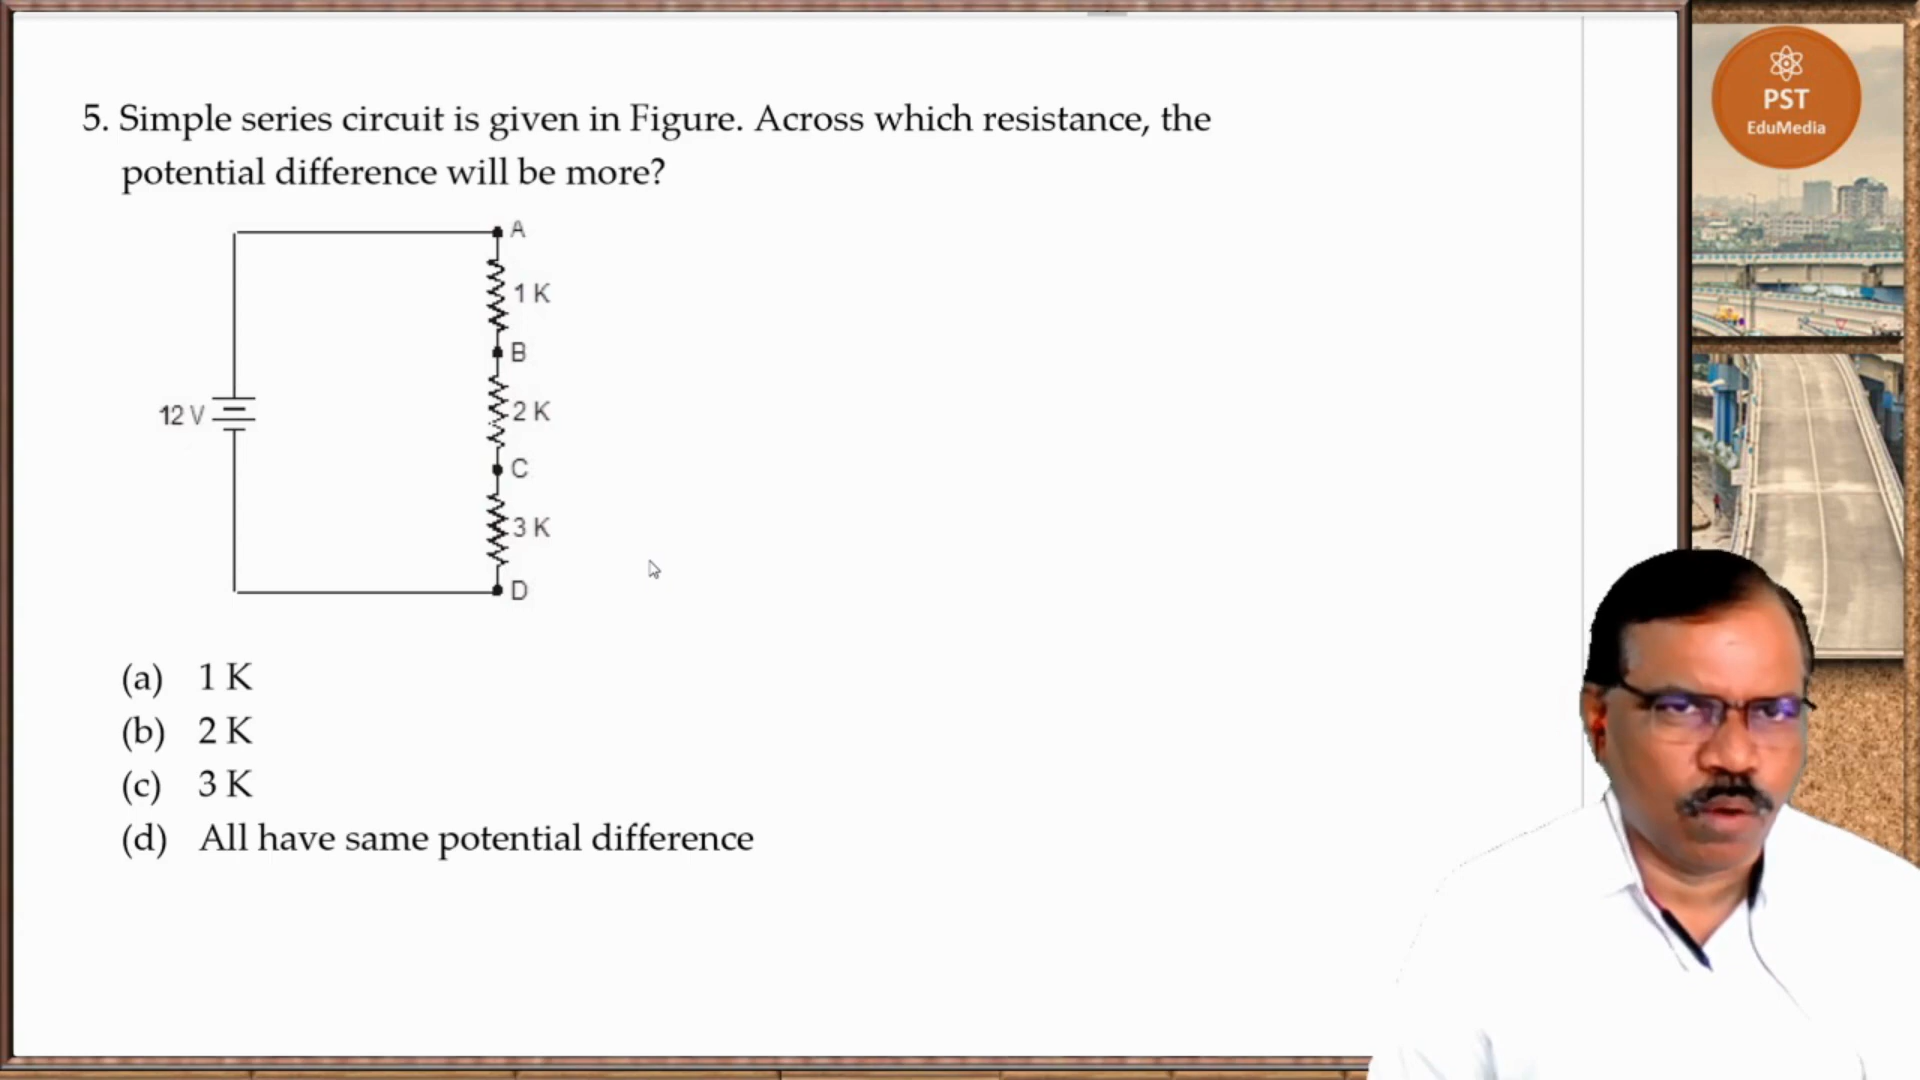 PST
EduMedia
5. Simple series circuit is given in Figure. Across which resistance, the
potential difference will be more?
A
1 K
B
12 V
2 K
C
3 K
D
(a) 1 K
(b) 2 K
(c) 3 K
(d) All have same potential difference